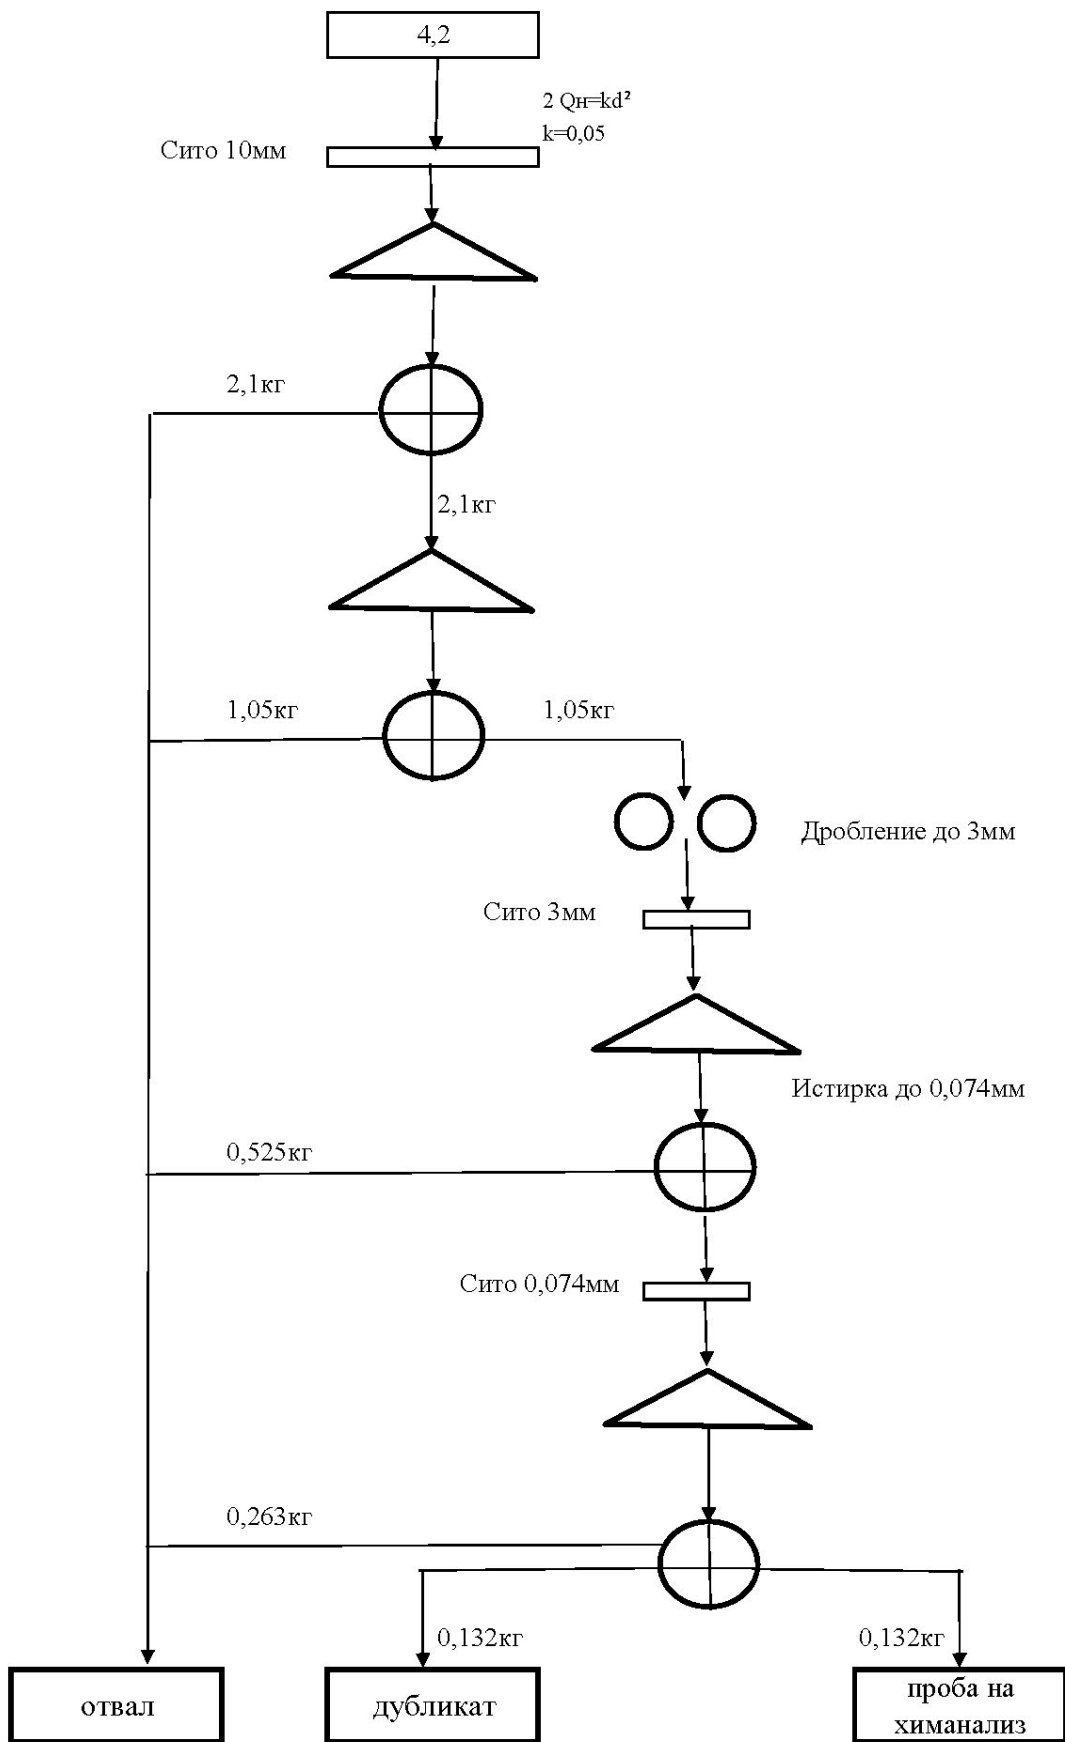 4,2
2 Qн=kd²
k=0,05
Сито 10мм
2,1кг
2,1кг
1,05кг
1,05кг
Дробление до 3мм
Сито 3мм
Истирка до 0,074мм
0,525кг
Сито 0,074мм
0,263кг
0,132кг
0,132кг
отвал
дубликат
проба на
химанализ